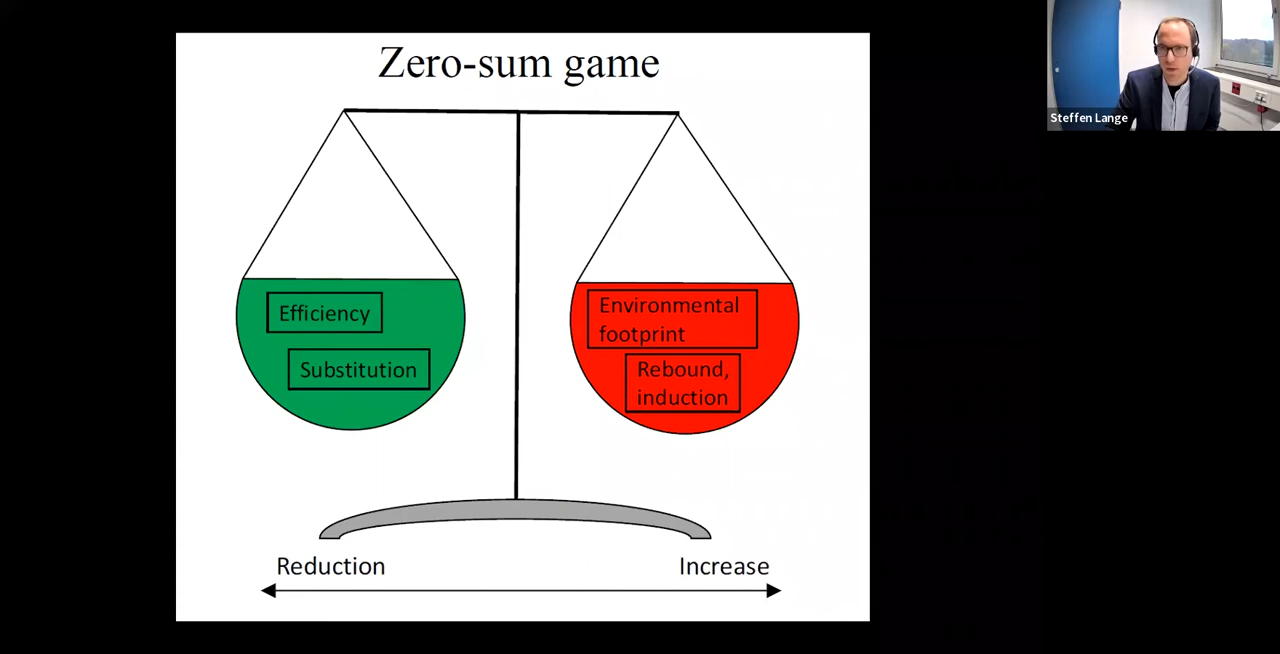 Zero-sum game
Steffen Lange
Efficiency
Substitution
Environmental
footprint
Rebound,
induction
Reduction
Increase